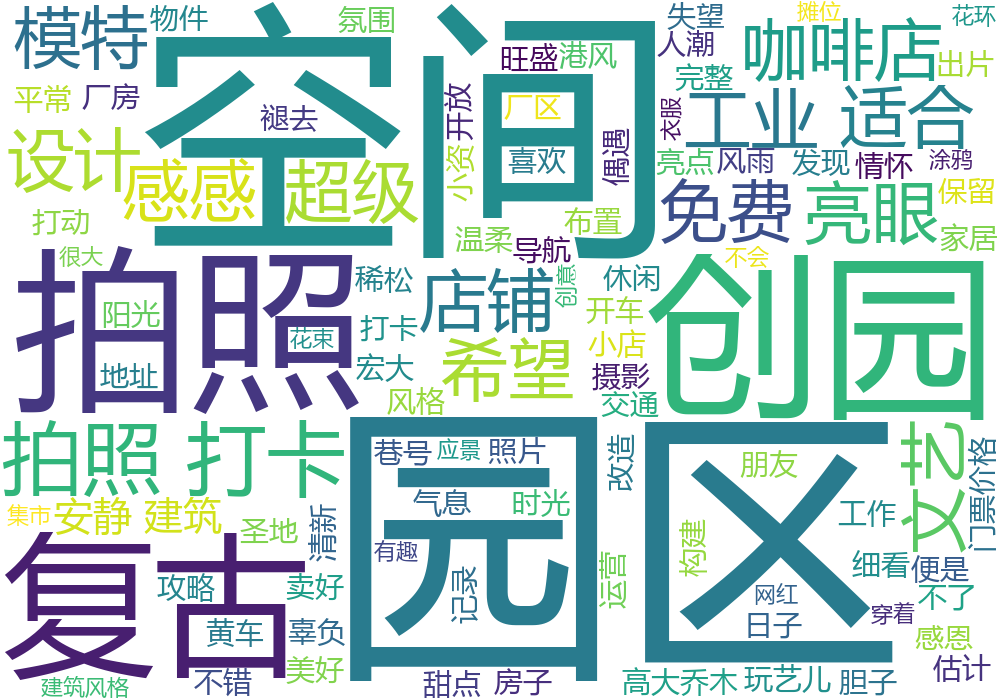 模特
物件
空间
氛围
旺盛
港风
失望
人潮
摊位
花环
咖啡店
出片
完整
平常
厂房
褪去
开放
厂区
衣服
工业
适合
设计
感感
超级
小资
喜欢
偶遇
亮点
风雨
发现
情怀
涂鸦
保留
免费
亮眼
家居
打动
很大
温柔
导航
布置
不会
拍照
阳光
地址
花束
稀松
打卡
宏大
店铺
创意
休闲
开车
小店
摄影
创园
希望
风格
交通
拍照
打卡
园区
巷号
应景
照片
改造
朋友
文艺
门票价格
集市
安静
建筑
圣地
清新
气息
时光
有趣
记录
运营
构建
工作
细看
便是
复古
攻略
卖好
黄车
辜负
美好
网红
日子
穿着
不了
感恩
估计
建筑风格
不错
甜点
房子
高大乔木
玩艺儿
胆子